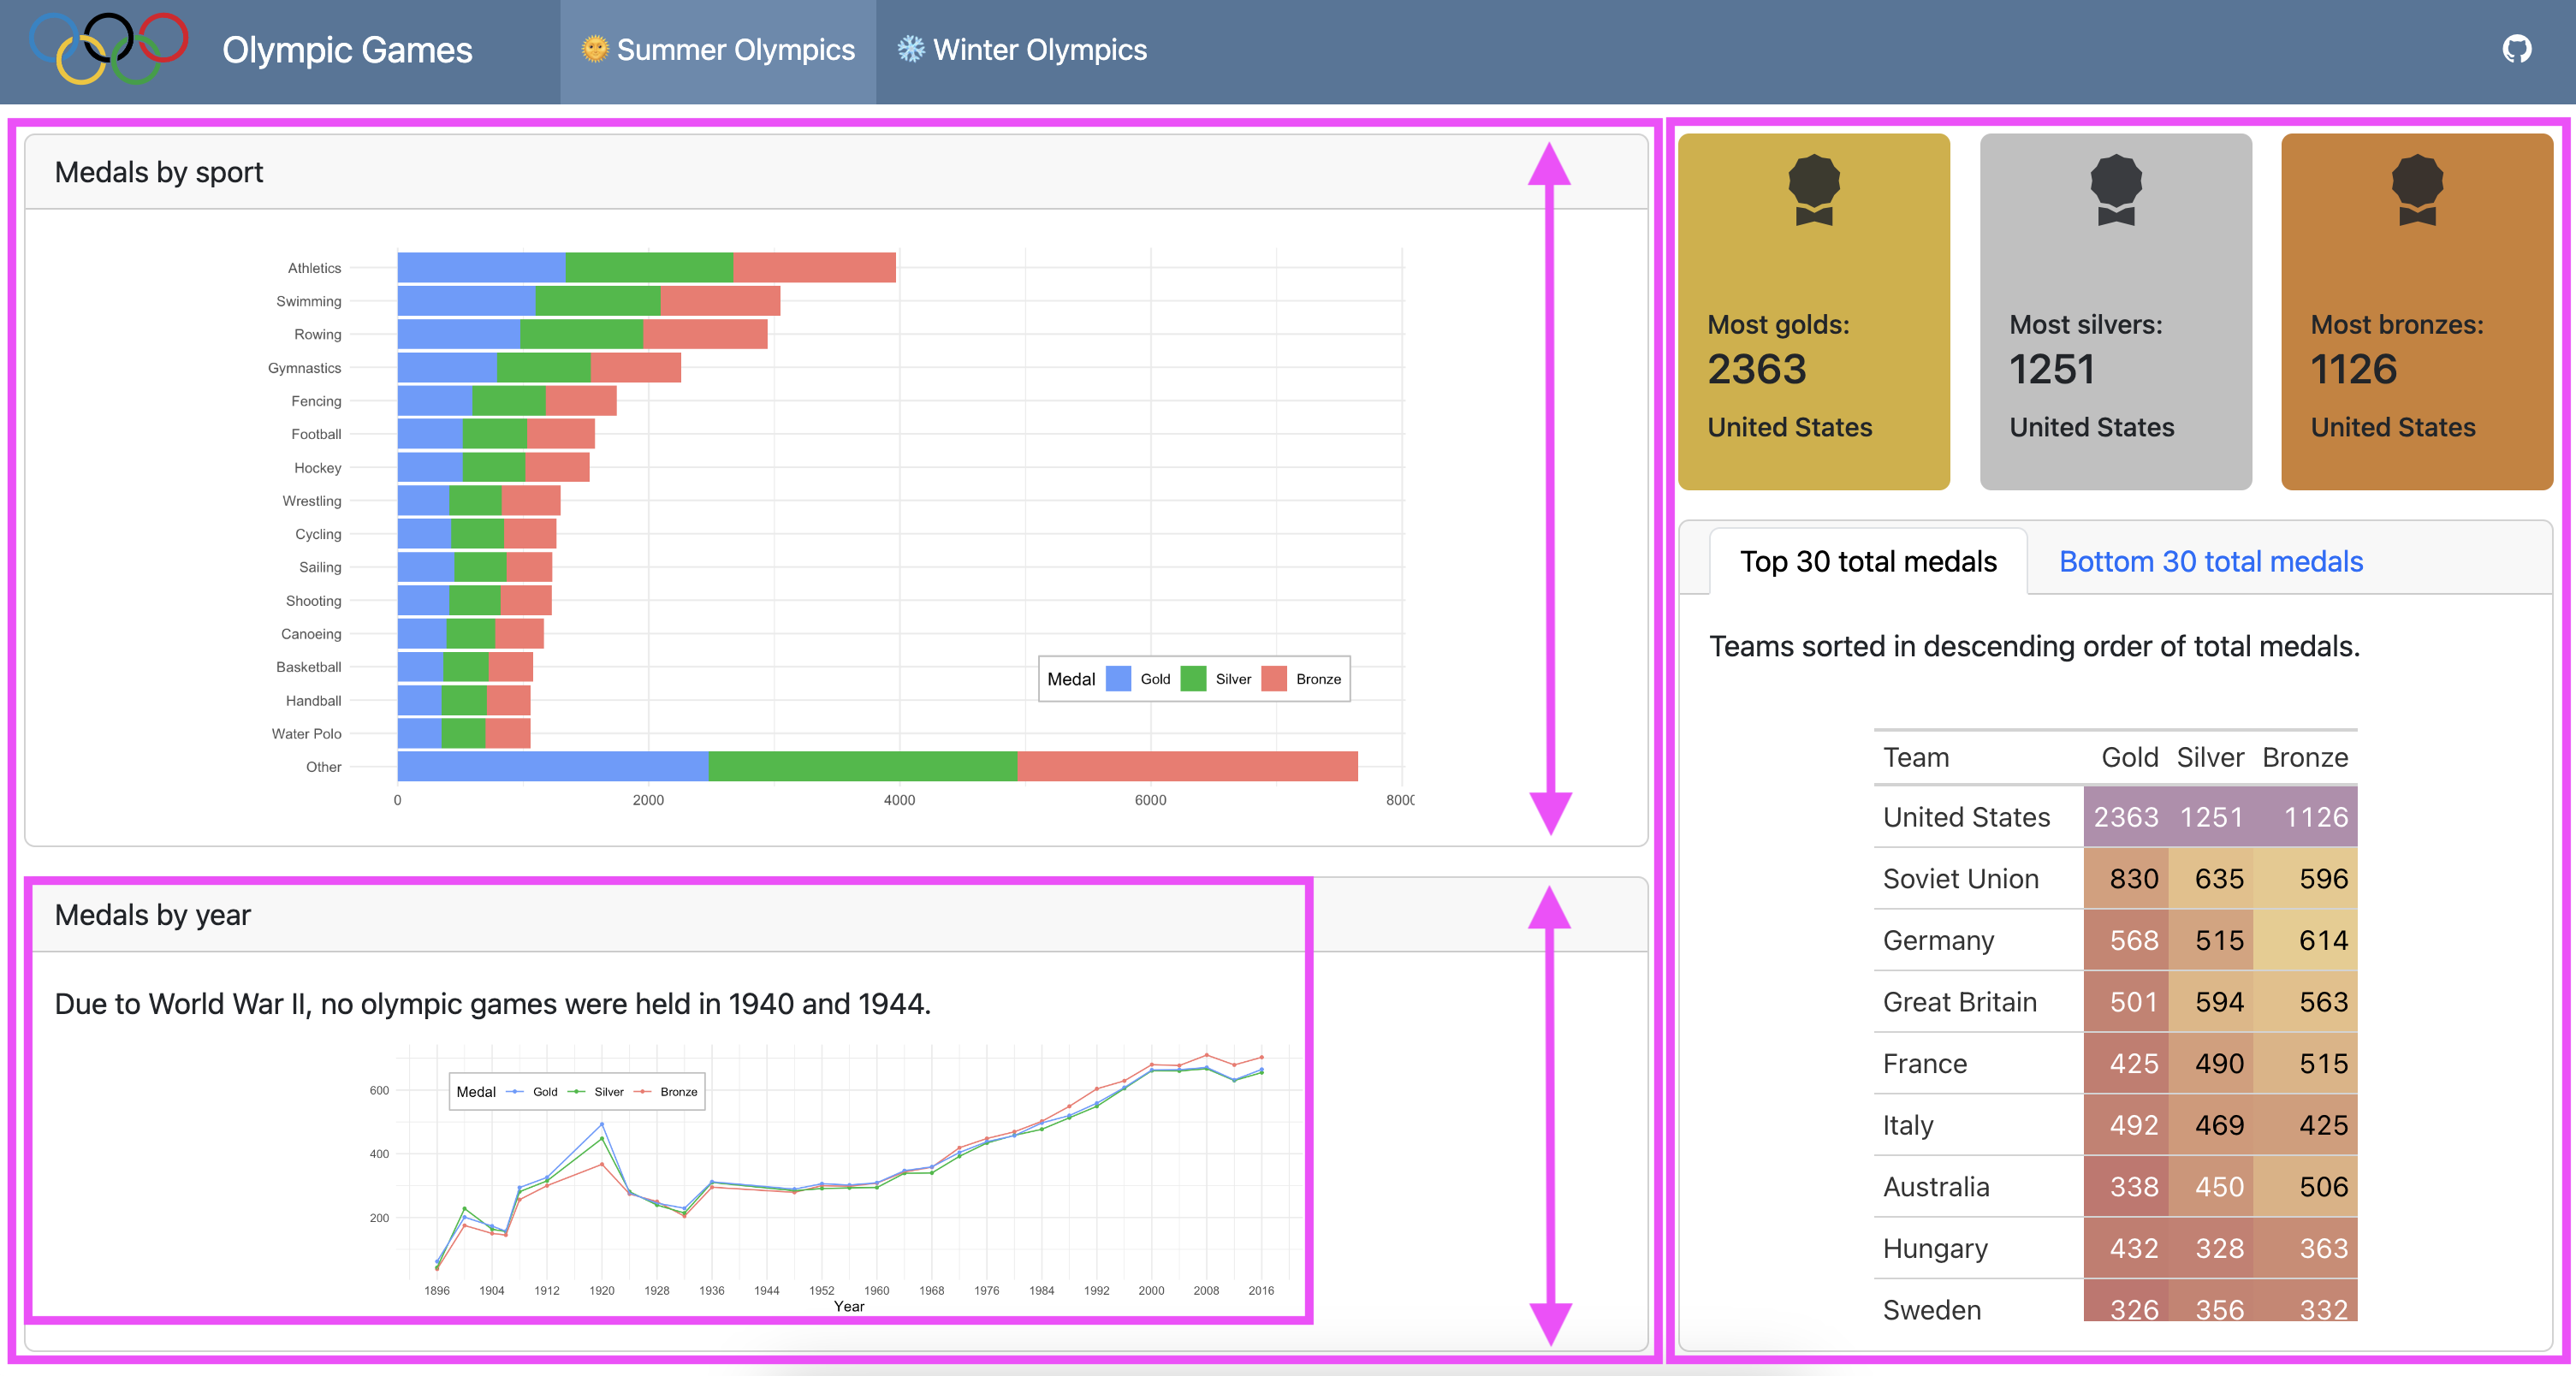 Olympic Games
🌞 Summer Olympics
❄️ Winter Olympics
Medals by sport
Athletics
Swimming
Rowing
Gymnastics
Fencing
Football
Hockey
Wrestling
Cycling
Sailing
Shooting
Canoeing
Basketball
Handball
Water Polo
Other
Medal Gold Silver Bronze
0 2000 4000 6000 8000
Medals by year
Due to World War II, no olympic games were held in 1940 and 1944.
Medal Gold Silver Bronze
600
400
200
1896 1904 1912 1920 1928 1936 1944 1952 1960 1968 1976 1984 1992 2000 2008 2016
Year
Most golds:
2363
United States
Most silvers:
1251
United States
Most bronzes:
1126
United States
Top 30 total medals
Bottom 30 total medals
Teams sorted in descending order of total medals.
Team Gold Silver Bronze
United States 2363 1251 1126
Soviet Union 830 635 596
Germany 568 515 614
Great Britain 501 594 563
France 425 490 515
Italy 492 469 425
Australia 338 450 506
Hungary 432 328 363
Sweden 326 356 332